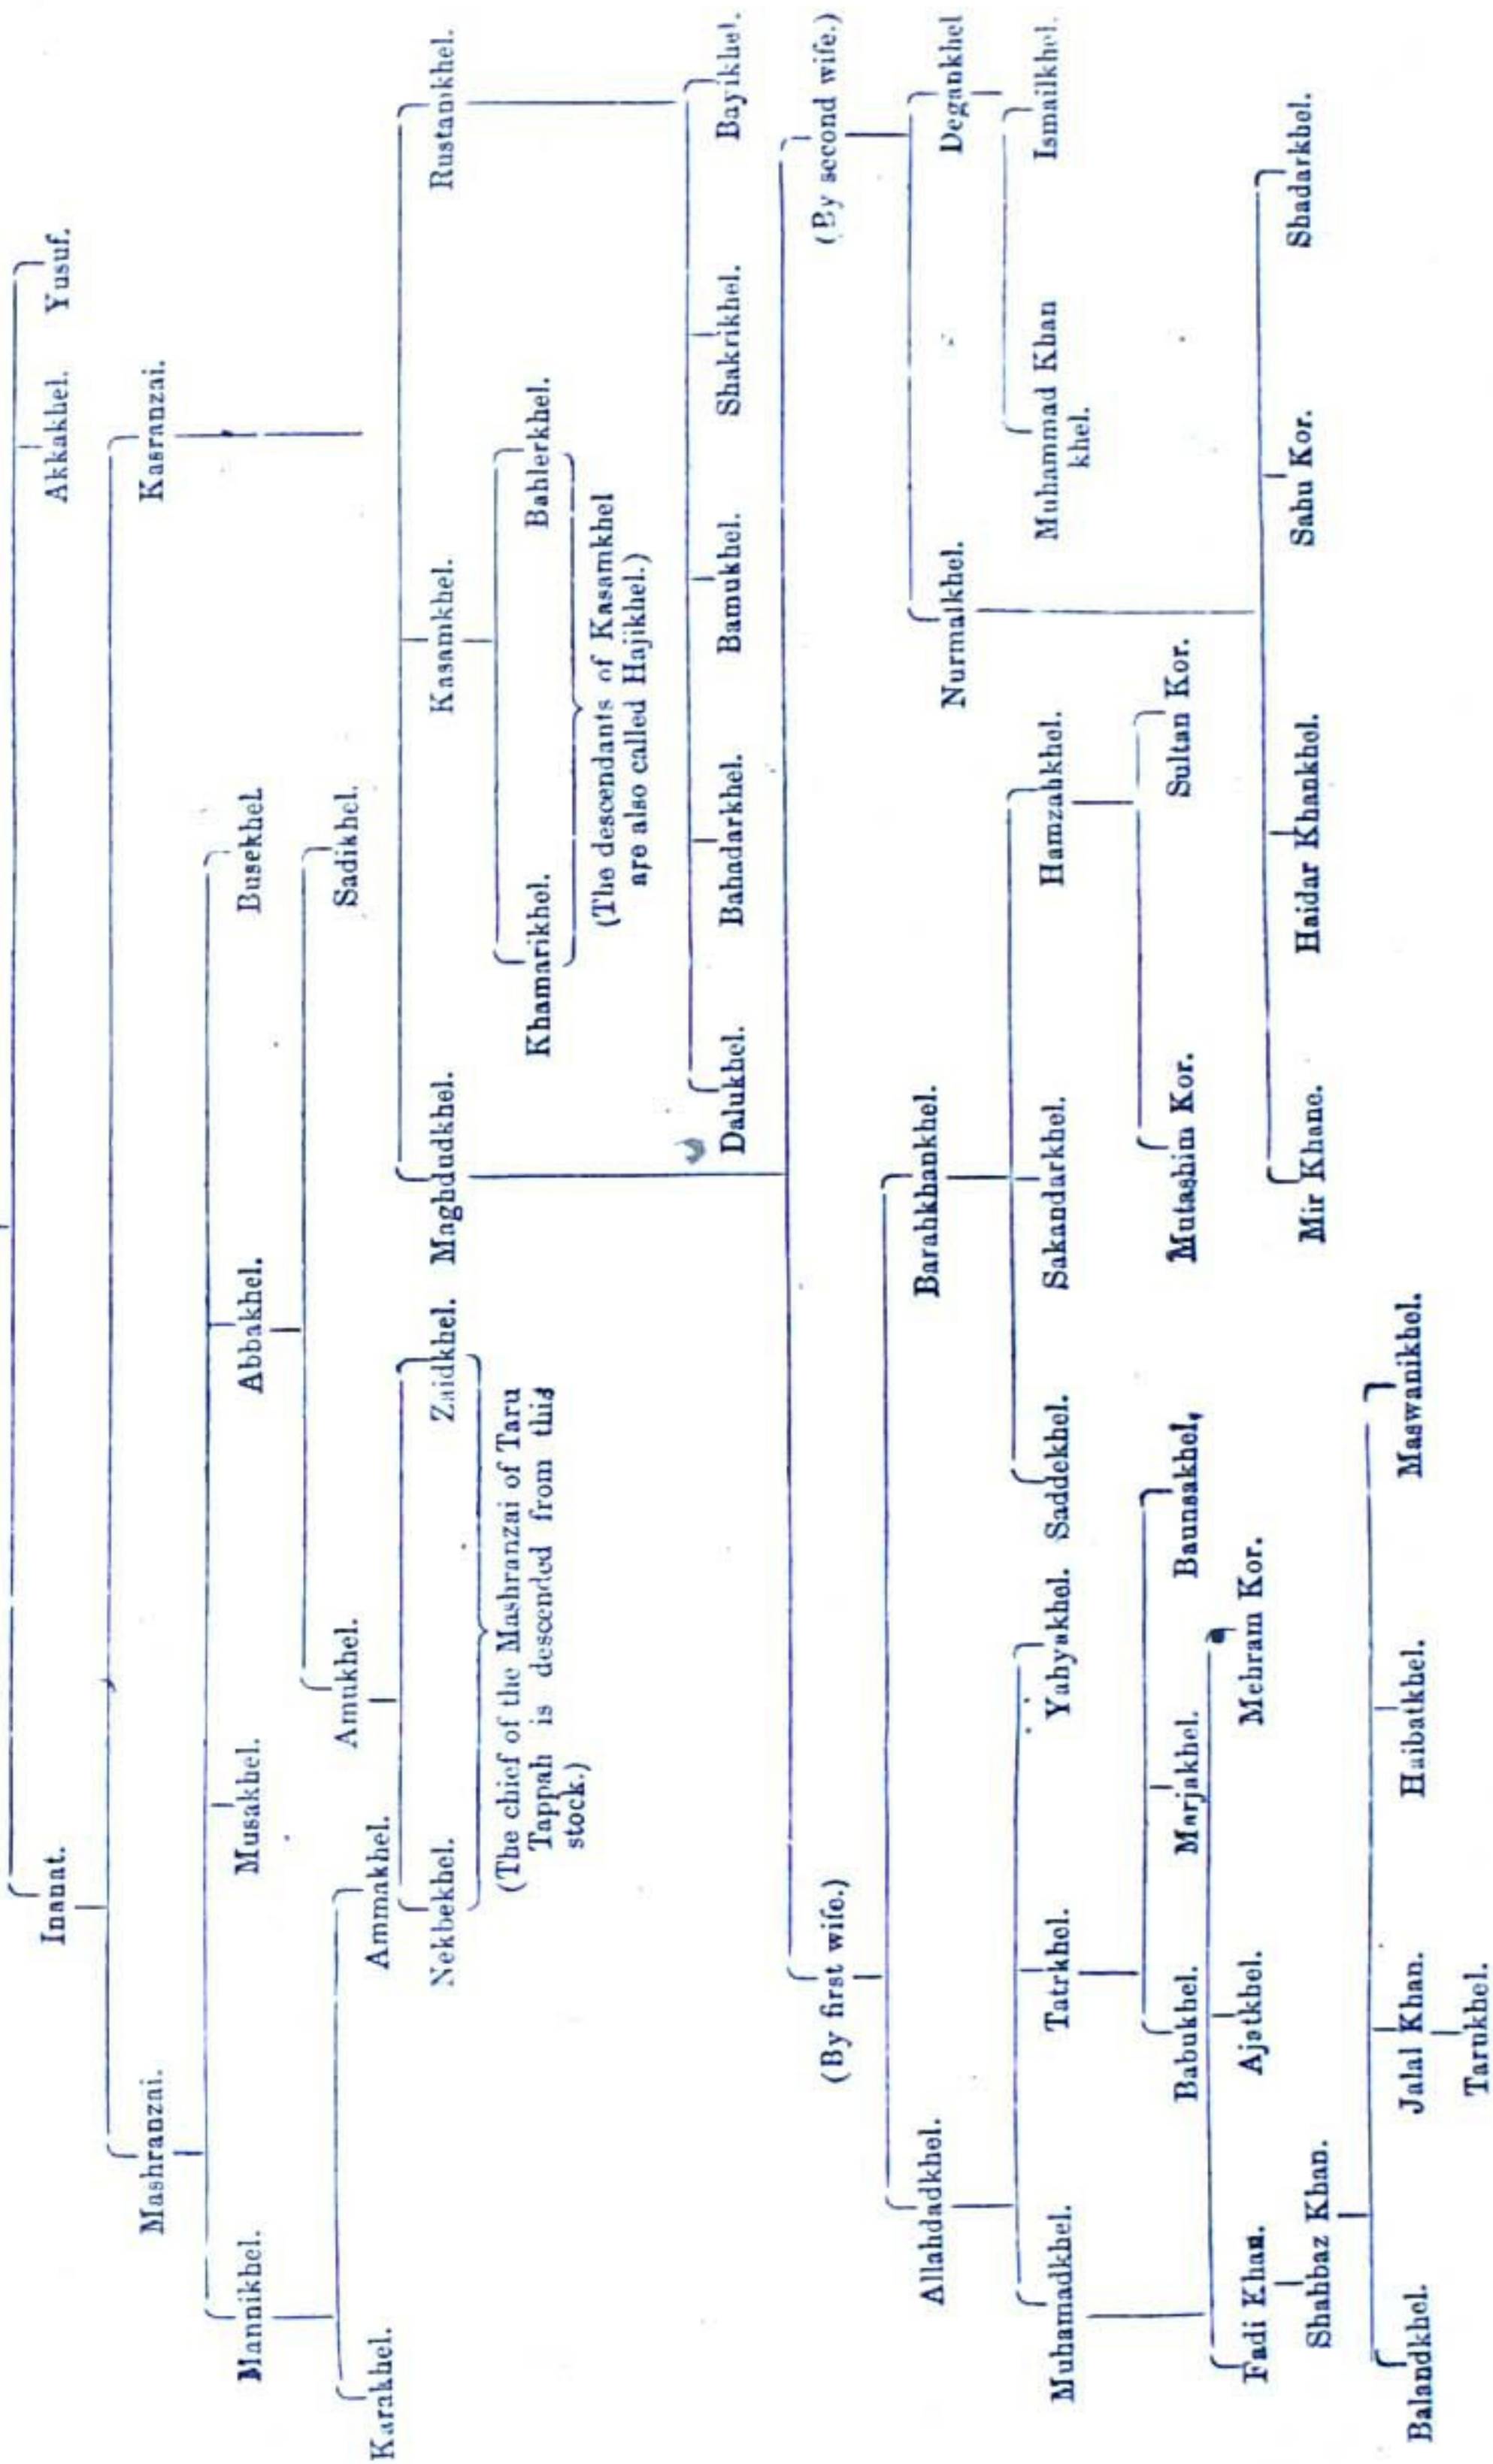 Inanat. Akkakhel. Yusuf.
Mashranzai. Kasranzai.
Mannikhel. Musakhel. Abbakhel. Busekhel.
Amukhel. Sadikhel.
Karakhel. Ammakhel.
Nekbekhel. Zaidkhel. Maghdudkhel. Kasamkhel. Rustamkhel.
(The chief of the Mashranzai of Taru
Tappah is descended from this
stock.)
Khamarikhel. Bahlerkhel.
(The descendants of Kasamkhel
are also called Hajikhel.)
Dalukhel. Bahadarkhel. Bamukhel. Shakrikhel. Bayikhel.
(By first wife.) (By second wife.)
Allahdadkhel. Barahkhankhel. Nurmalkhel. Degankhel
Muhamadkhel. Tatrkhel. Yahyakhel. Saddekhel. Sakandarkhel. Hamzahkhel. Muhammad Khan Ismailkhel.
khel.
Babukhel. Marjakhel. Baunsakhel, Mutashim Kor. Sultan Kor.
Fadi Khan. Ajatkhel. Mehram Kor.
Mir Khane. Haidar Khankhel. Sahu Kor. Shadarkhel.
Shahbaz Khan.
Balandkhel. Jalal Khan. Haibatkhel. Maswanikhel.
Tarukhel.